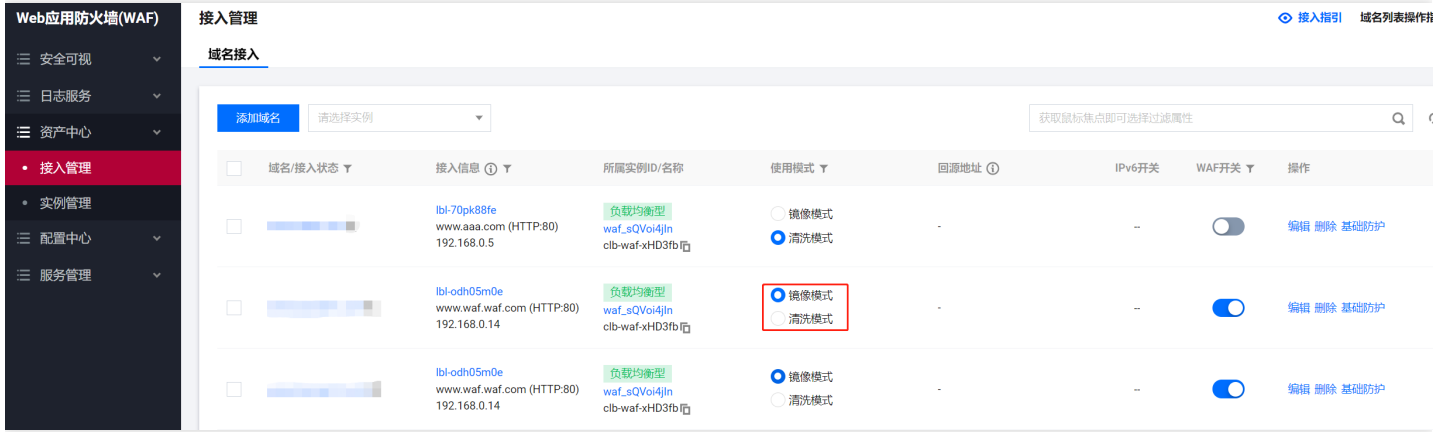 Web应用防火墙(WAF)
接入管理
接入指引 域名列表操作指
安全可视
日志服务
资产中心
接入管理
实例管理
配置中心
服务管理
域名接入
添加域名 请选择实例 获取鼠标焦点即可选择过滤属性
域名/接入状态 接入信息 所属实例ID/名称 使用模式 回源地址 IPv6开关 WAF开关 操作
lbl-70pk88fe
www.aaa.com (HTTP:80)
192.168.0.5
负载均衡型
waf_sQVoi4jIn
clb-waf-xHD3fb
镜像模式
清洗模式
- -- 编辑 删除 基础防护
lbl-odh05m0e
www.waf.waf.com (HTTP:80)
192.168.0.14
负载均衡型
waf_sQVoi4jIn
clb-waf-xHD3fb
镜像模式
清洗模式
- -- 编辑 删除 基础防护
lbl-odh05m0e
www.waf.waf.com (HTTP:80)
192.168.0.14
负载均衡型
waf_sQVoi4jIn
clb-waf-xHD3fb
镜像模式
清洗模式
- -- 编辑 删除 基础防护